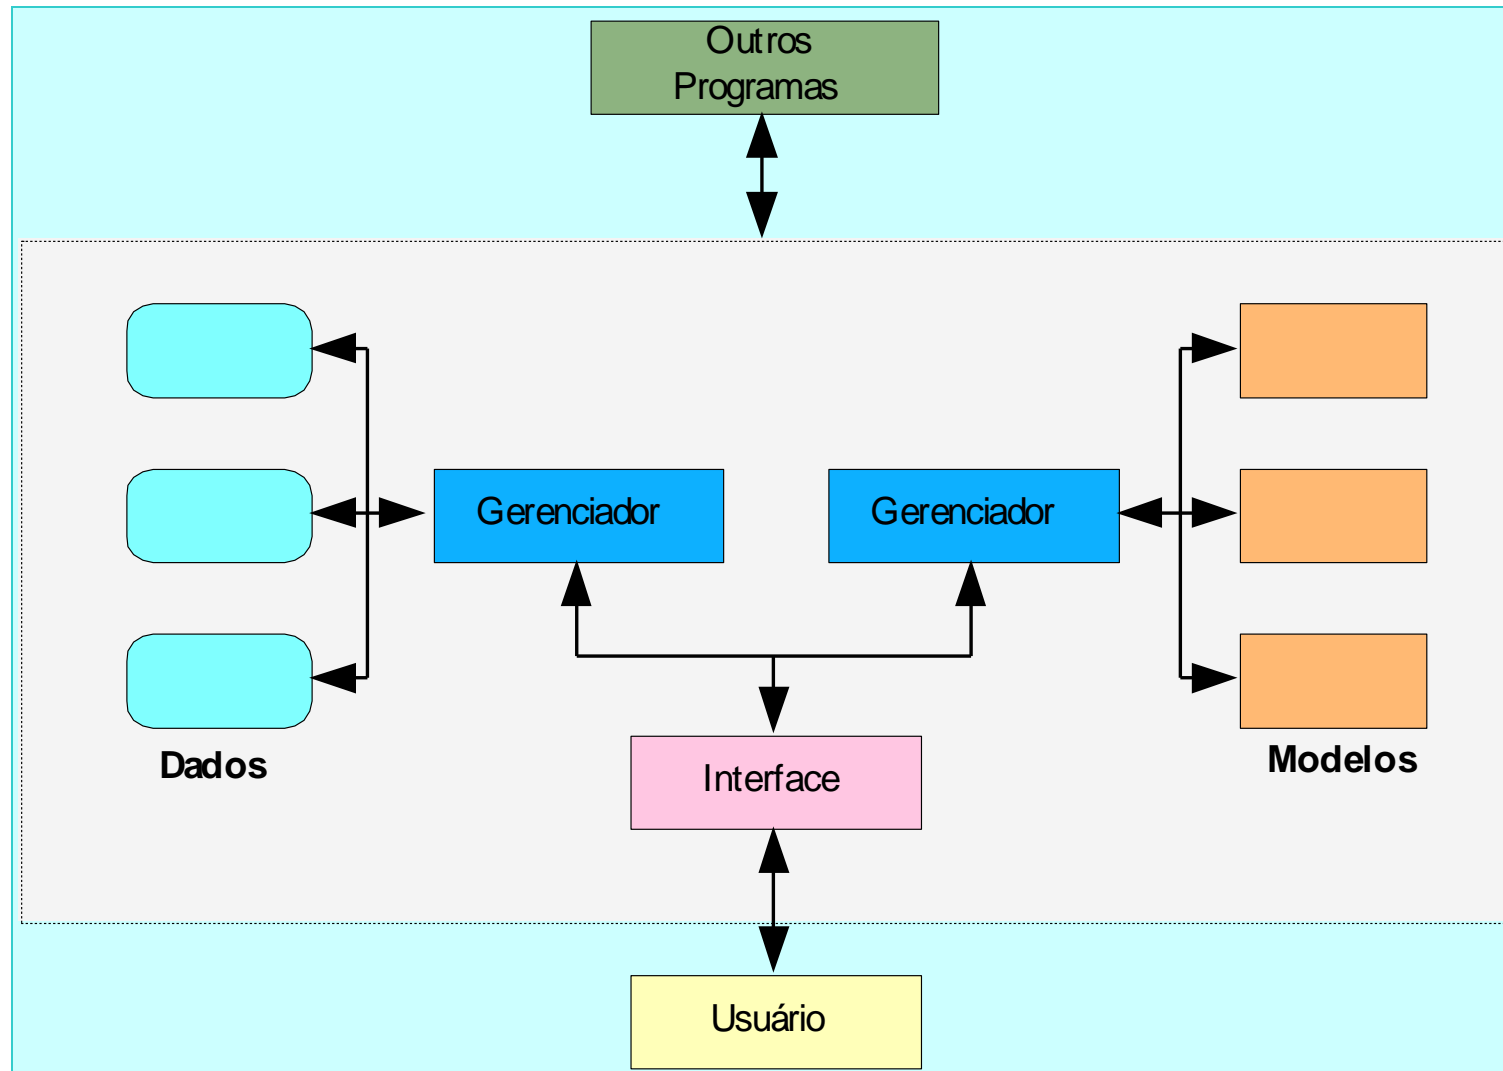 Outros
Programas
Gerenciador
Gerenciador
Dados
Interface
Modelos
Usuário